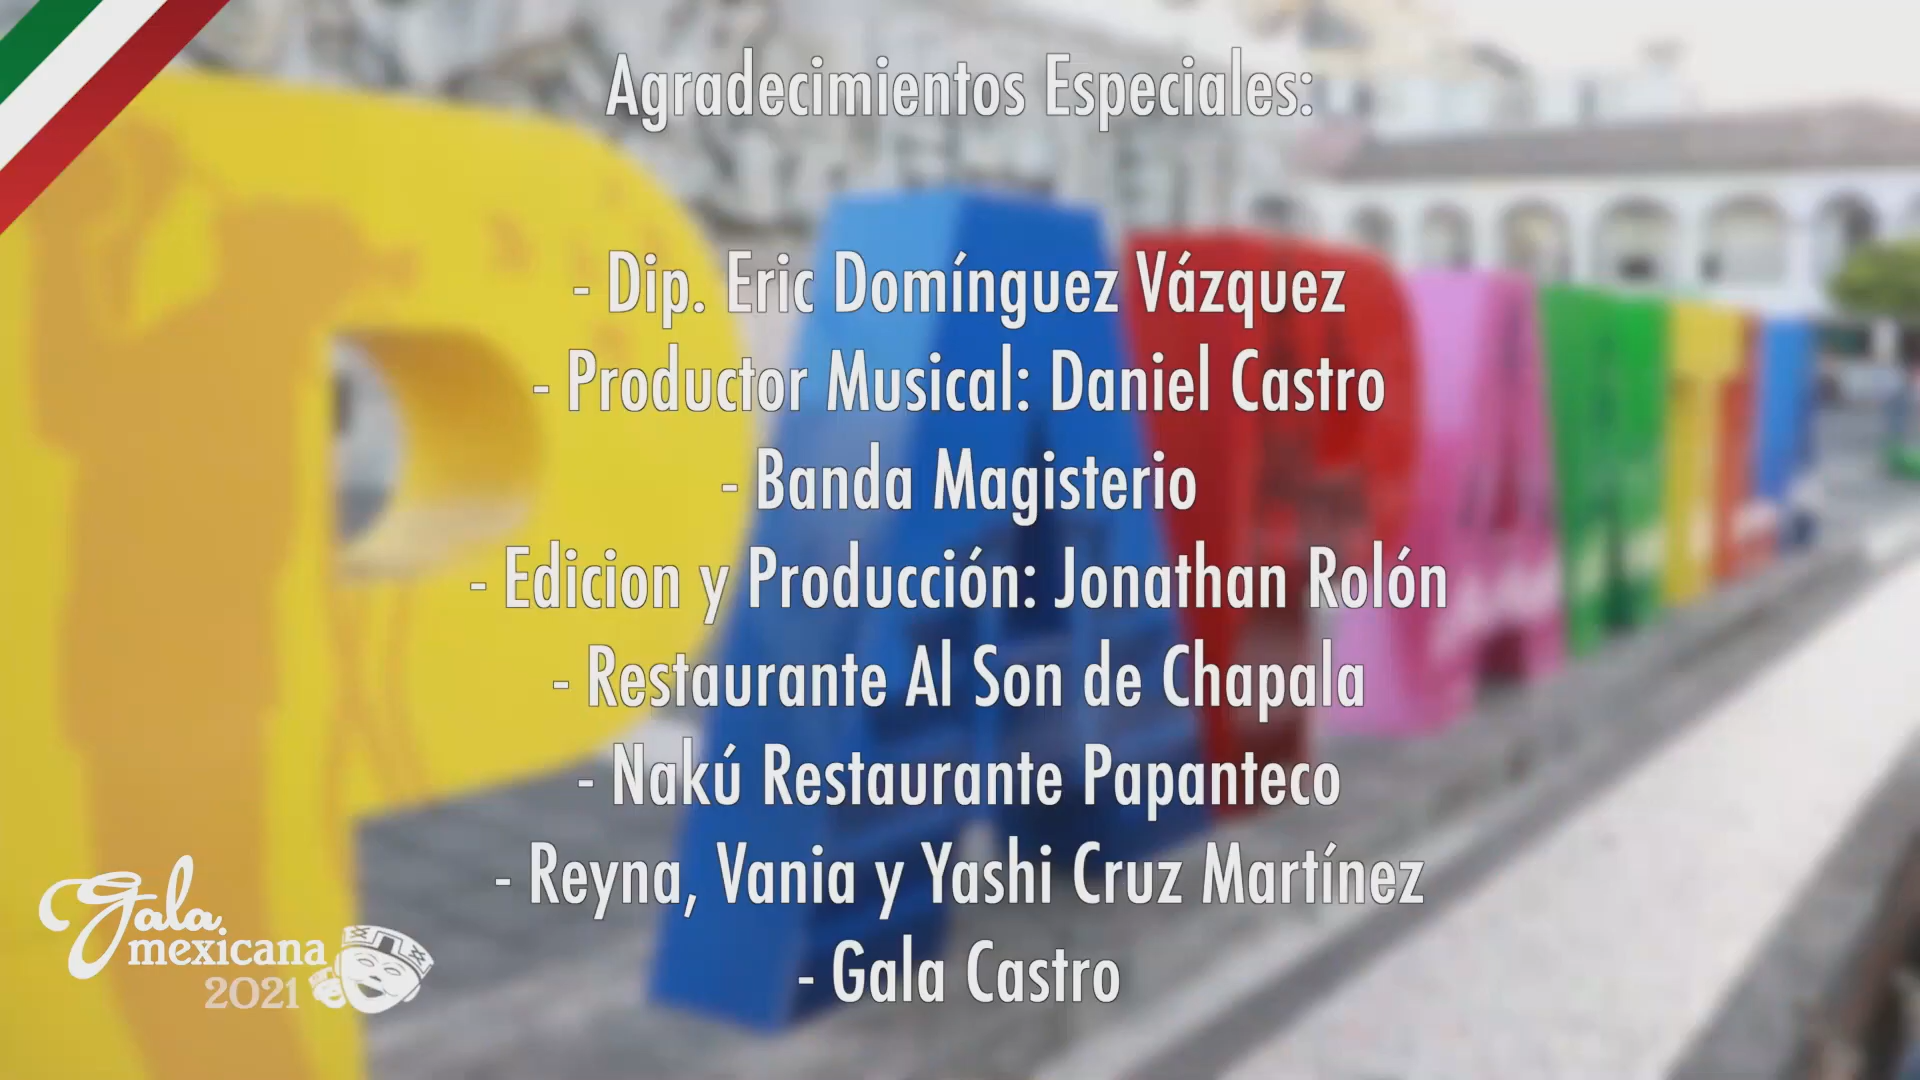 Agradecimientos Especiales:
- Dip. Eric Domínguez Vázquez
- Productor Musical: Daniel Castro
- Banda Magisterio
- Edicion y Producción: Jonathan Rolón
- Restaurante Al Son de Chapala
- Nakú Restaurante Papanteco
- Reyna, Vania y Yashi Cruz Martínez
- Gala Castro
Gala
mexicana
2021
PAPANTL